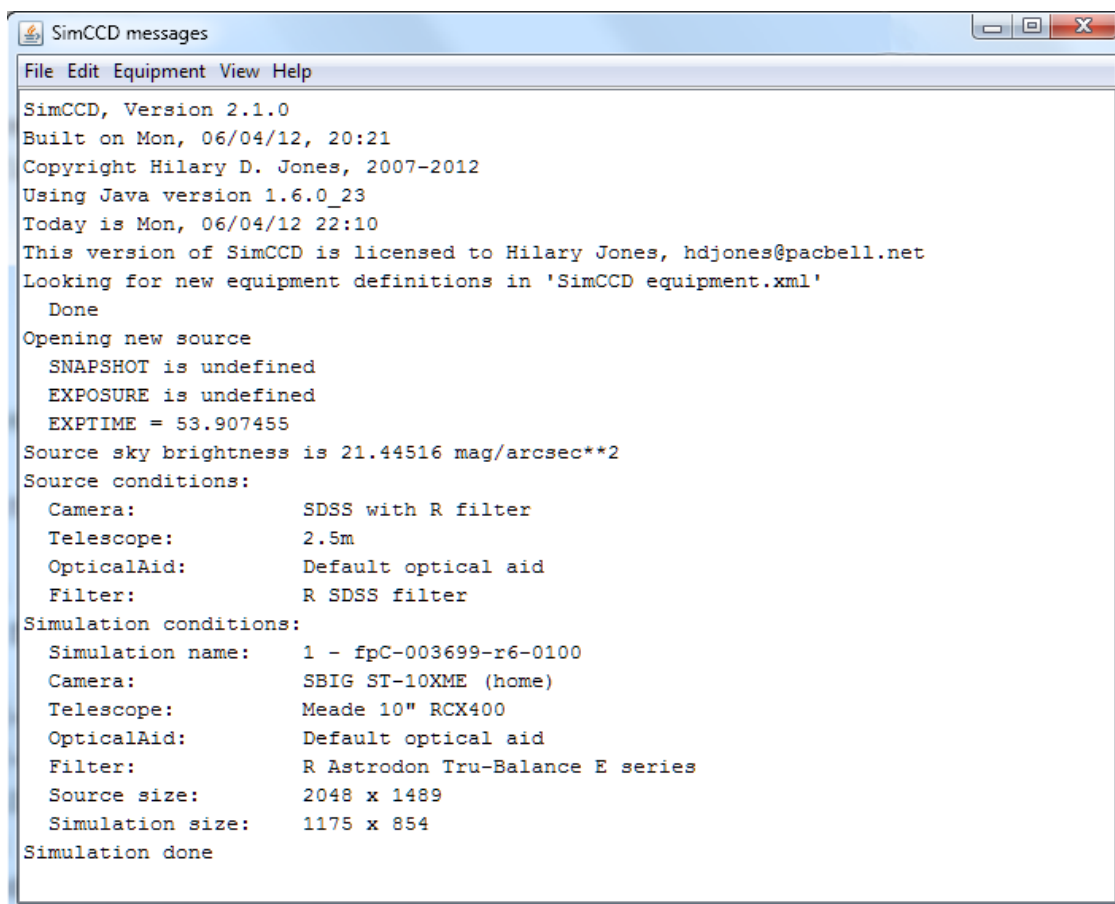 SimCCD messages
File Edit Equipment View Help
SimCCD, Version 2.1.0
Built on Mon, 06/04/12, 20:21
Copyright Hilary D. Jones, 2007-2012
Using Java version 1.6.0_23
Today is Mon, 06/04/12 22:10
This version of SimCCD is licensed to Hilary Jones, hdjones@pacbell.net
Looking for new equipment definitions in 'SimCCD equipment.xml'
  Done
Opening new source
  SNAPSHOT is undefined
  EXPOSURE is undefined
  EXPTIME = 53.907455
Source sky brightness is 21.44516 mag/arcsec**2
Source conditions:
  Camera:             SDSS with R filter
  Telescope:          2.5m
  OpticalAid:         Default optical aid
  Filter:             R SDSS filter
Simulation conditions:
  Simulation name:    1 - fpC-003699-r6-0100
  Camera:             SBIG ST-10XME (home)
  Telescope:          Meade 10" RCX400
  OpticalAid:         Default optical aid
  Filter:             R Astrodon Tru-Balance E series
  Source size:        2048 x 1489
  Simulation size:    1175 x 854
Simulation done